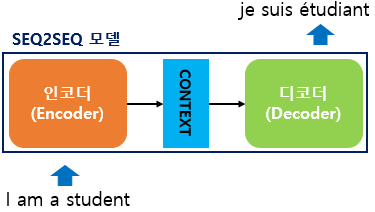 je suis étudiant
SEQ2SEQ 모델
인코더
(Encoder)
CONTEXT
디코더
(Decoder)
I am a student